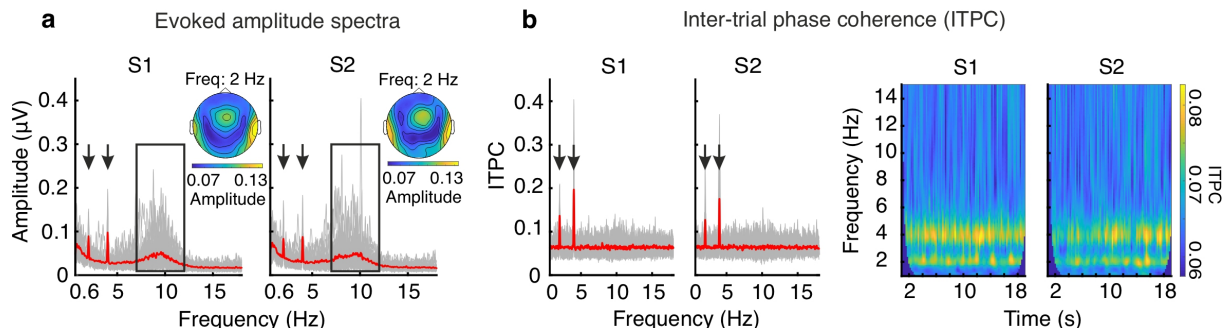 a Evoked amplitude spectra
S1
S2
Freq: 2 Hz
Freq: 2 Hz
Amplitude (µV)
0.4
0.3
0.2
0.1
0
0.07 0.13
Amplitude
0.07 0.13
Amplitude
0.6 5 10 15
0.6 5 10 15
Frequency (Hz)
b Inter-trial phase coherence (ITPC)
S1
S2
ITPC
0.4
0.3
0.2
0.1
0
0 5 10 15
0 5 10 15
Frequency (Hz)
S1
S2
Frequency (Hz)
14
12
10
8
6
4
2
2 10 18
2 10 18
Time (s)
0.08
0.07
0.06
ITPC